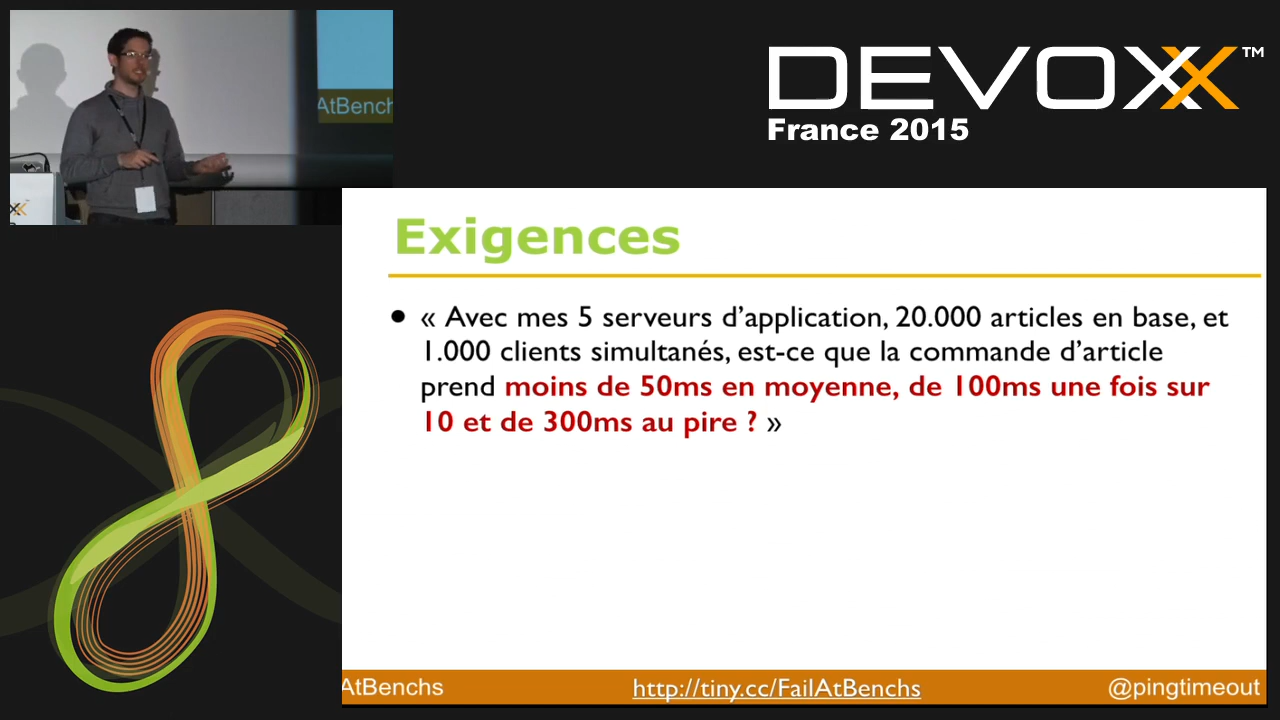 AtBench
DEVOXX™
France 2015
Exigences
• « Avec mes 5 serveurs d’application, 20.000 articles en base, et
1.000 clients simultanés, est-ce que la commande d’article
prend moins de 50ms en moyenne, de 100ms une fois sur
10 et de 300ms au pire ? »
AtBenchs
http://tiny.cc/FailAtBenchs
@pingtimeout